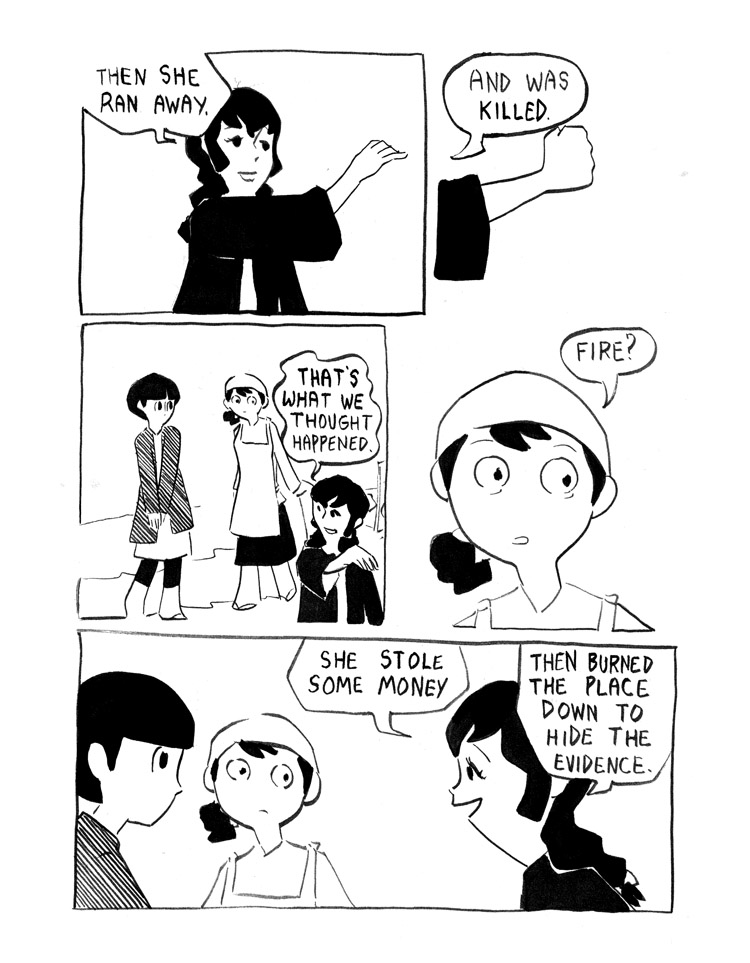 THEN SHE
RAN AWAY.
AND WAS
KILLED.
THAT'S
WHAT WE
THOUGHT
HAPPENED.
FIRE?
SHE STOLE
SOME MONEY
THEN BURNED
THE PLACE
DOWN TO
HIDE THE
EVIDENCE.